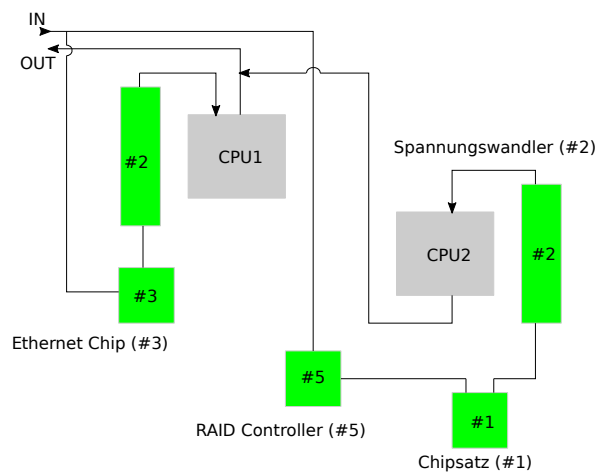 IN
OUT
#2
CPU1
Spannungswandler (#2)
CPU2
#2
#3
Ethernet Chip (#3)
#5
RAID Controller (#5)
#1
Chipsatz (#1)